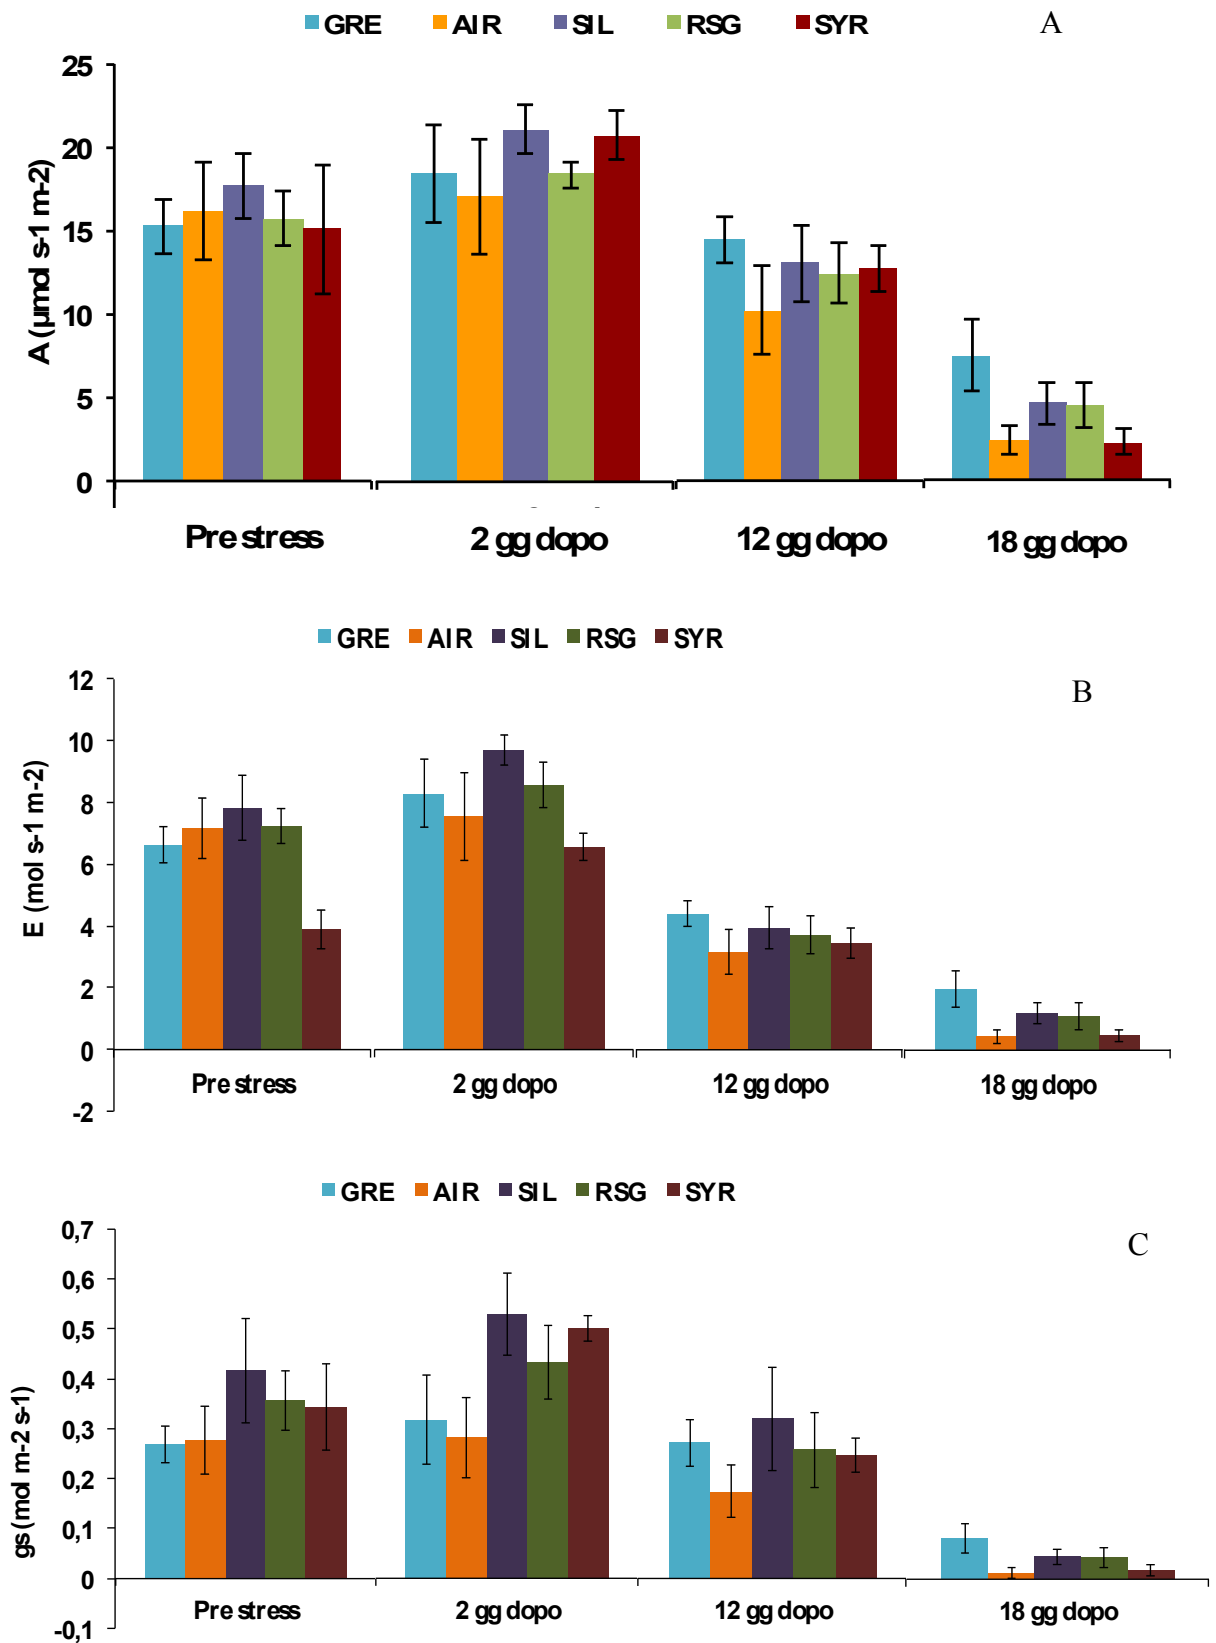 GRE AIR SIL RSG SYR A
25
20
15
10
5
0
A (µmol s-1 m-2)
Pre stress 2 gg dopo 12 gg dopo 18 gg dopo
GRE AIR SIL RSG SYR
B
12
10
8
6
4
2
0
-2
E (mol s-1 m-2)
Pre stress 2 gg dopo 12 gg dopo 18 gg dopo
GRE AIR SIL RSG SYR
C
0,7
0,6
0,5
0,4
0,3
0,2
0,1
0
-0,1
gs (mol m-2 s-1)
Pre stress 2 gg dopo 12 gg dopo 18 gg dopo